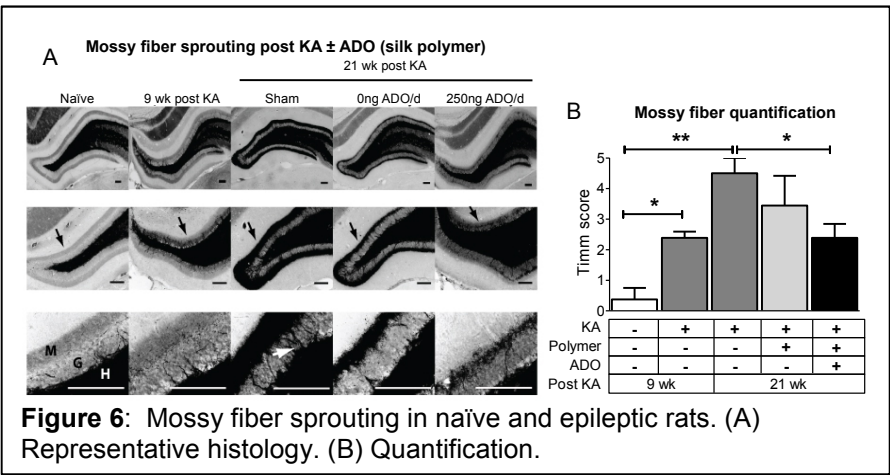 Mossy fiber sprouting post KA ± ADO (silk polymer)
A
21 wk post KA
Naïve 9 wk post KA Sham 0ng ADO/d 250ng ADO/d
M
G
H
B
Mossy fiber quantification
** *
*
Timm score
5
4
3
2
1
0
KA - + + + +
Polymer - - - + +
ADO - - - - +
Post KA 9 wk 21 wk
Figure 6: Mossy fiber sprouting in naïve and epileptic rats. (A)
Representative histology. (B) Quantification.